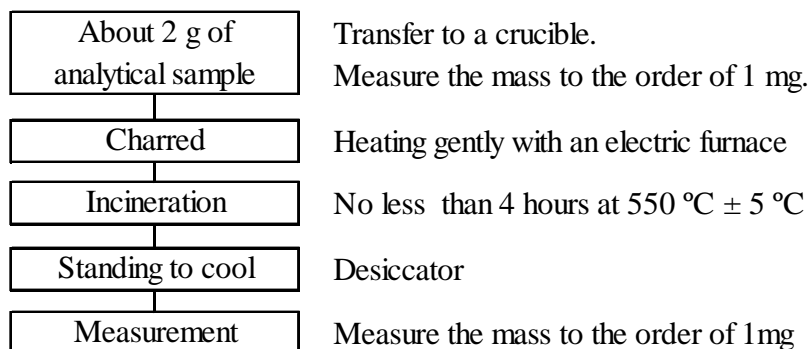 About 2 g of
analytical sample
Transfer to a crucible.
Measure the mass to the order of 1 mg.
Charred
Heating gently with an electric furnace
Incineration
No less  than 4 hours at 550 ºC ± 5 ºC
Standing to cool
Desiccator
Measurement
Measure the mass to the order of 1mg